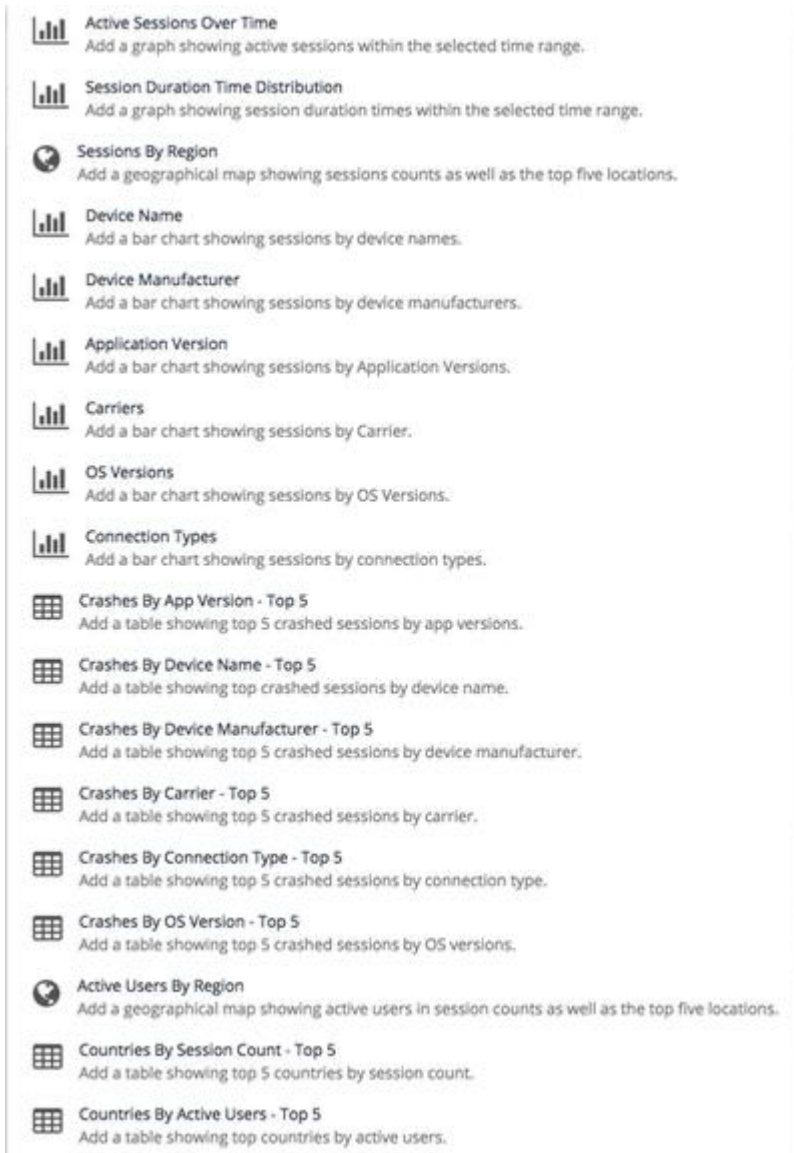 Active Sessions Over Time
Add a graph showing active sessions within the selected time range.
Session Duration Time Distribution
Add a graph showing session duration times within the selected time range.
Sessions By Region
Add a geographical map showing sessions counts as well as the top five locations.
Device Name
Add a bar chart showing sessions by device names.
Device Manufacturer
Add a bar chart showing sessions by device manufacturers.
Application Version
Add a bar chart showing sessions by Application Versions.
Carriers
Add a bar chart showing sessions by Carrier.
OS Versions
Add a bar chart showing sessions by OS Versions.
Connection Types
Add a bar chart showing sessions by connection types.
Crashes By App Version - Top 5
Add a table showing top 5 crashed sessions by app versions.
Crashes By Device Name - Top 5
Add a table showing top crashed sessions by device name.
Crashes By Device Manufacturer - Top 5
Add a table showing top 5 crashed sessions by device manufacturer.
Crashes By Carrier - Top 5
Add a table showing top 5 crashed sessions by carrier.
Crashes By Connection Type - Top 5
Add a table showing top 5 crashed sessions by connection type.
Crashes By OS Version - Top 5
Add a table showing top 5 crashed sessions by OS versions.
Active Users By Region
Add a geographical map showing active users in session counts as well as the top five locations.
Countries By Session Count - Top 5
Add a table showing top 5 countries by session count.
Countries By Active Users - Top 5
Add a table showing top countries by active users.